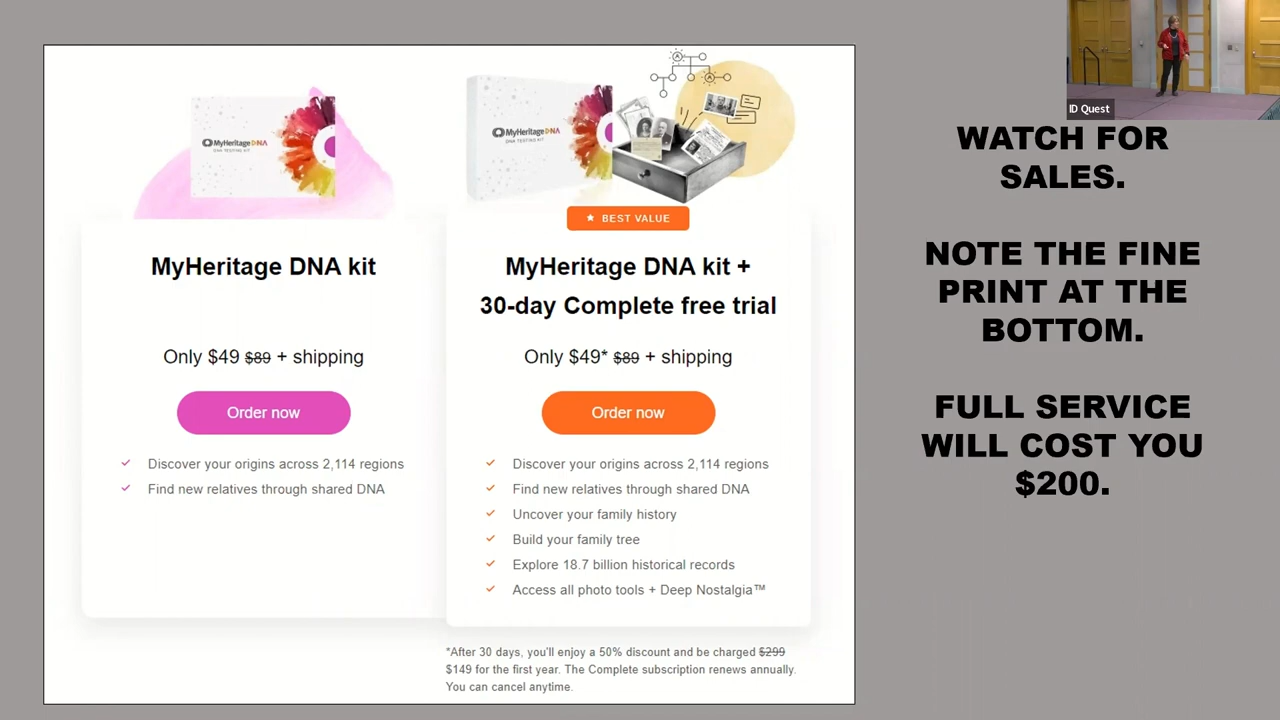 MyHeritage DNA
DNA TESTING KIT
MyHeritage DNA kit
Only $49 $89 + shipping
Order now
Discover your origins across 2,114 regions
Find new relatives through shared DNA
MyHeritage DNA
DNA TESTING KIT
BEST VALUE
MyHeritage DNA kit +
30-day Complete free trial
Only $49* $89 + shipping
Order now
Discover your origins across 2,114 regions
Find new relatives through shared DNA
Uncover your family history
Build your family tree
Explore 18.7 billion historical records
Access all photo tools + Deep Nostalgia™
*After 30 days, you'll enjoy a 50% discount and be charged $299
$149 for the first year. The Complete subscription renews annually.
You can cancel anytime.
ID Quest
WATCH FOR
SALES.
NOTE THE FINE
PRINT AT THE
BOTTOM.
FULL SERVICE
WILL COST YOU
$200.